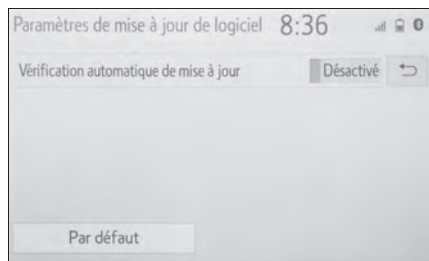 Paramètres de mise à jour de logiciel 8:36
Vérification automatique de mise à jour Désactivé
Par défaut